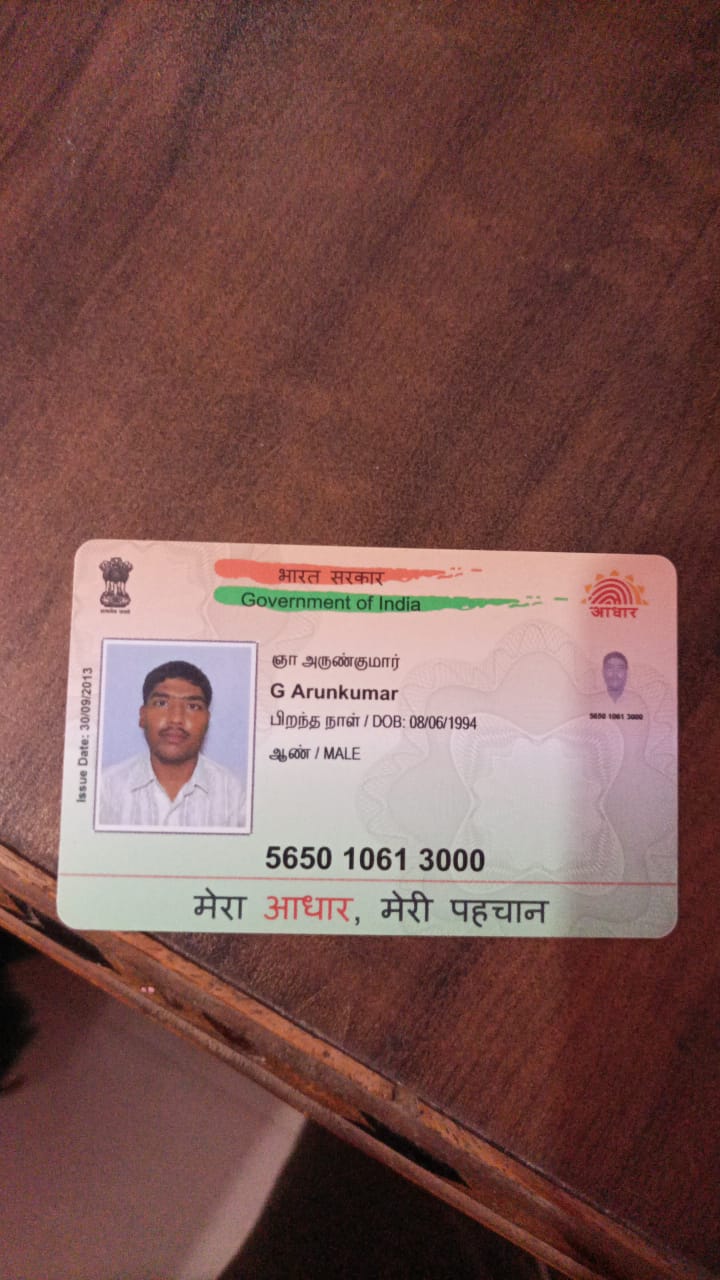 भारत सरकार
Government of India
आधार
Issue Date: 30/09/2013
ஞா அருண்குமார்
G Arunkumar
பிறந்த நாள் / DOB: 08/06/1994
ஆண் / MALE
5650 1061 3000
5650 1061 3000
मेरा आधार, मेरी पहचान